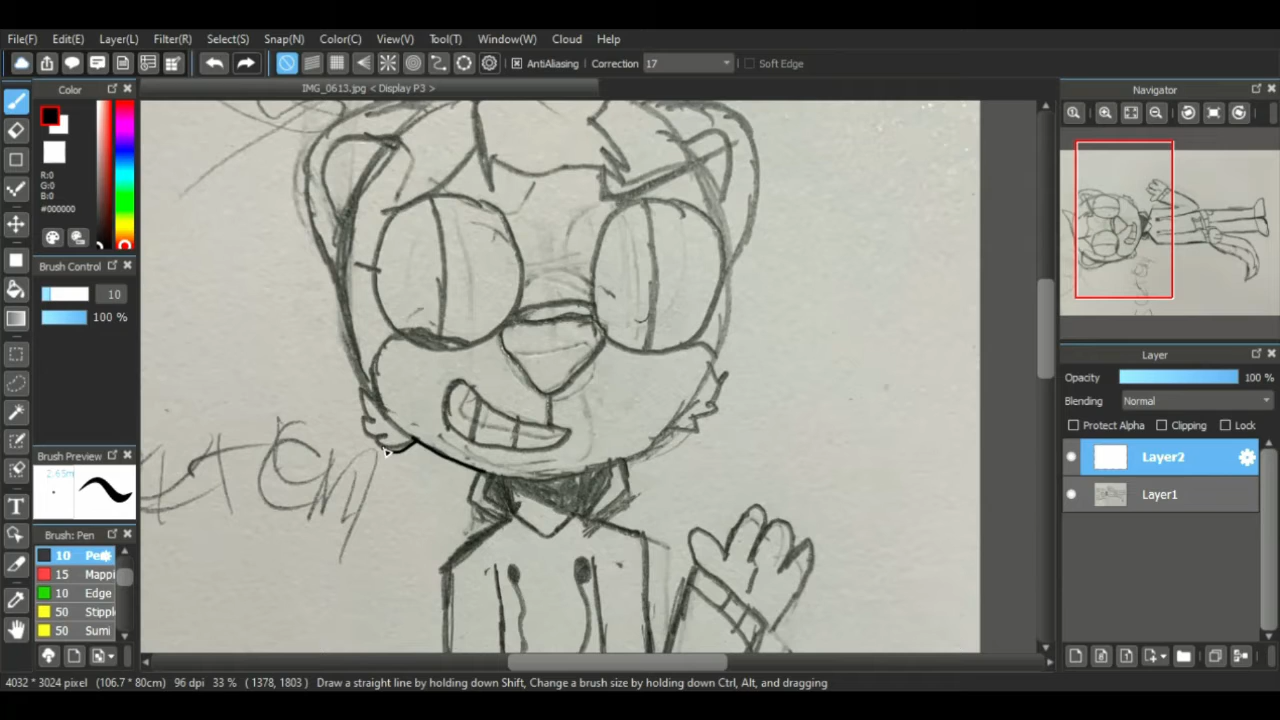 File(F) Edit(E) Layer(L) Filter(R) Select(S) Snap(N) Color(C) View(V) Tool(T) Window(W) Cloud Help
AntiAliasing Correction 17 Soft Edge
Color
IMG_0613.jpg < Display P3 >
Navigator
R:0
G:0
B:0
#000000
Brush Control
10
100 %
Layer
Opacity 100 %
Blending Normal
Protect Alpha Clipping Lock
Layer2
Layer1
Brush Preview
Brush: Pen
10 Pe
15 Mappi
10 Edge
50 Stippl
50 Sumi
4032 * 3024 pixel (106.7 * 80cm) 96 dpi 33 % ( 1378, 1803 ) Draw a straight line by holding down Shift, Change a brush size by holding down Ctrl, Alt, and dragging